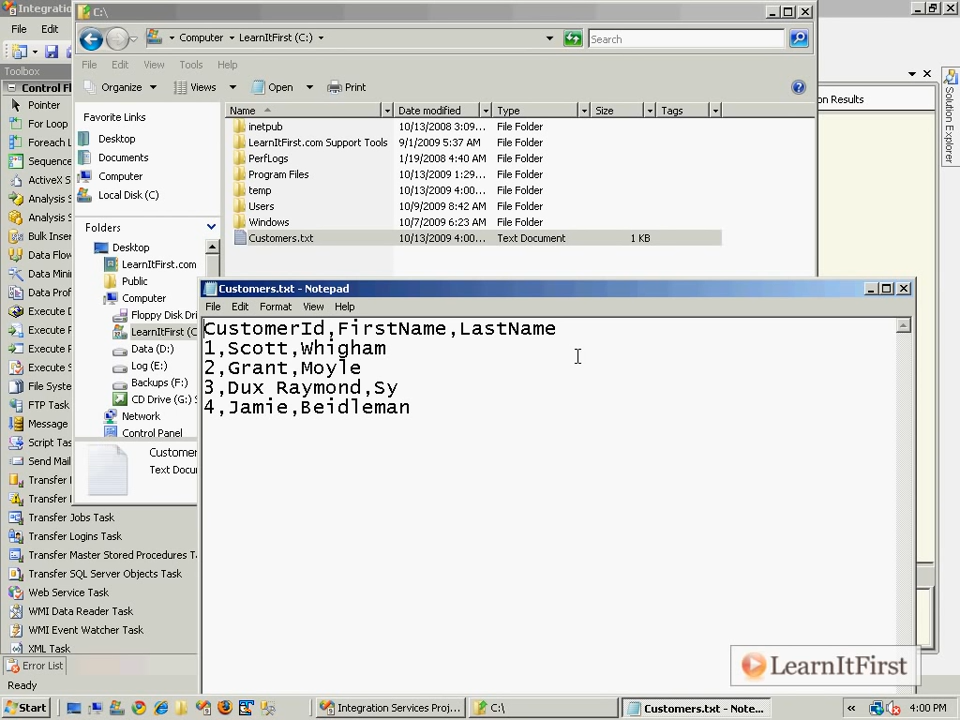 Integration
C:\
File Edit
Computer LearnItFirst (C:)
Search
File Edit View Tools Help
Toolbox
Organize Views Open Print
Control Fl
Pointer
For Loop
Foreach L
Sequence
ActiveX S
Analysis S
Analysis S
Bulk Inser
Data Flow
Data Mini
Data Prof
Execute D
Execute P
Execute P
Execute S
File Syster
FTP Task
Message
Script Tas
Send Mail
Transfer
Transfer
Transfer Jobs Task
Transfer Logins Task
Transfer Master Stored Procedures T
Transfer SQL Server Objects Task
Web Service Task
WMI Data Reader Task
WMI Event Watcher Task
XML Task
Error List
Ready
Favorite Links
Desktop
Documents
Computer
Local Disk (C:)
Folders
Desktop
LearnItFirst.com
Public
Computer
Floppy Disk Dri
LearnItFirst (C
Data (D:)
Log (E:)
Backups (F:)
CD Drive (G:) S
Network
Control Panel
Custome
Text Docu
Name Date modified Type Size Tags
inetpub 10/13/2008 3:09... File Folder
LearnItFirst.com Support Tools 9/1/2009 5:37 AM File Folder
PerfLogs 1/19/2008 4:40 AM File Folder
Program Files 10/13/2009 1:29... File Folder
temp 10/13/2009 4:00... File Folder
Users 10/9/2009 8:42 AM File Folder
Windows 10/7/2009 6:23 AM File Folder
Customers.txt 10/13/2009 4:00... Text Document 1 KB
on Results
Solution Explorer
Customers.txt - Notepad
File Edit Format View Help
CustomerId,FirstName,LastName
1,Scott,Whigham
2,Grant,Moyle
3,Dux Raymond,Sy
4,Jamie,Beidleman
LearnItFirst
Start
Integration Services Proj...
C:\
Customers.txt - Note...
4:00 PM